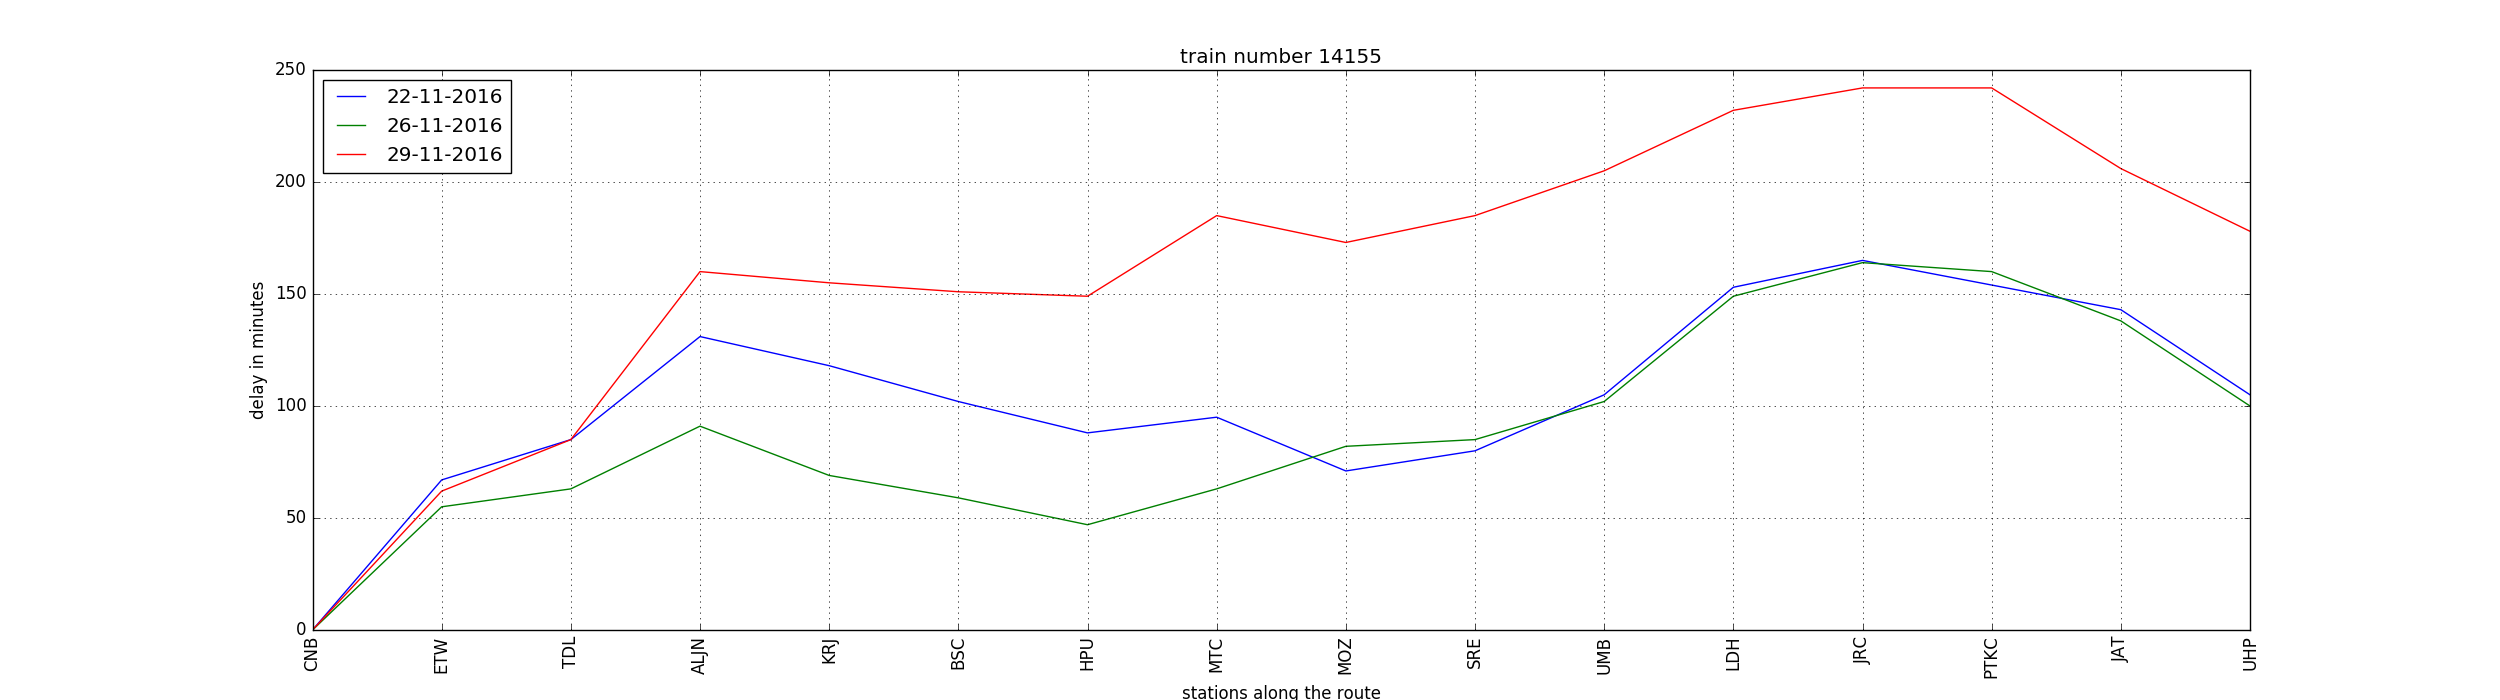 train number 14155
250
200
150
100
50
0
delay in minutes
22-11-2016
26-11-2016
29-11-2016
CNB
ETW
TDL
ALJN
KRJ
BSC
HPU
MTC
MOZ
SRE
UMB
LDH
JRC
PTKC
JAT
UHP
stations along the route